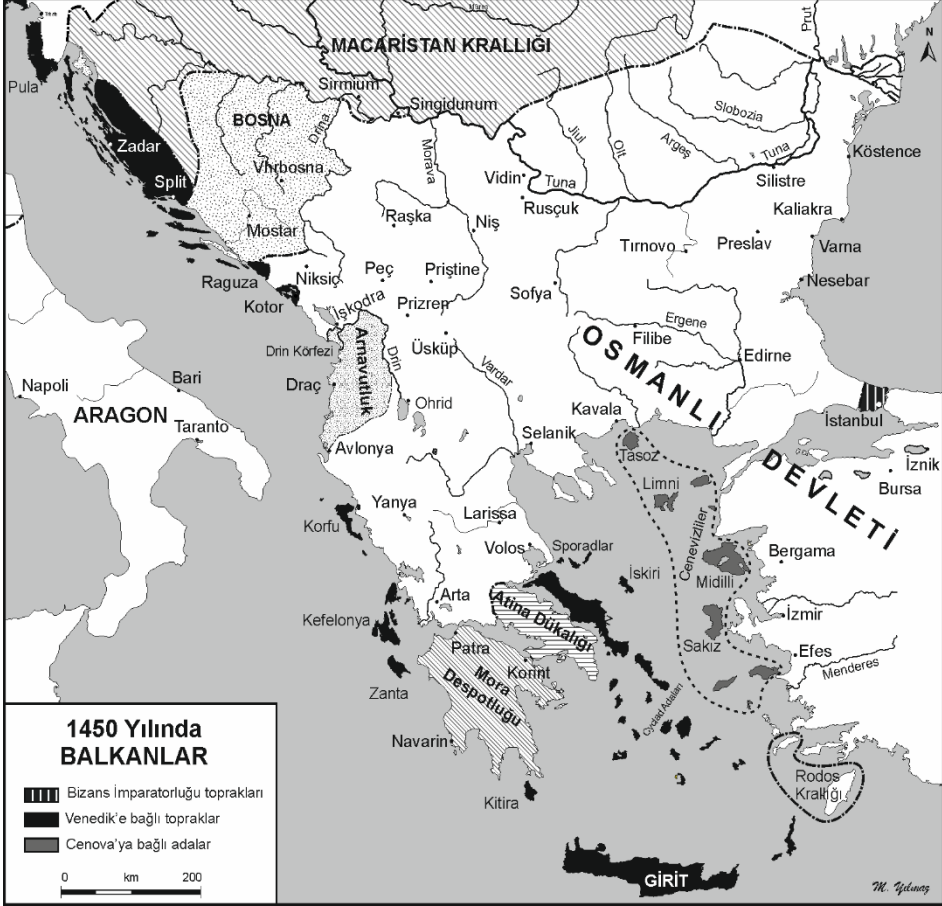 MACARİSTAN KRALLIĞI
Prut
N
Pula
Sirmium
Singidunum
BOSNA
Drina
Slobozia
Zadar
Morava
Jiul
Olt
Argeş
Tuna
Köstence
Vhrbosna
Vidin
Tuna
Silistre
Split
Rusçuk
Kaliakra
Raşka
Niş
Mostar
Tırnovo
Preslav
Varna
Raguza
Niksiç
Peç
Priştine
Sofya
Nesebar
Kotor
İşkodra
Prizren
Ergene
Drin Körfezi
Arnavutluk
Drin
Üsküp
Filibe
Edirne
Vardar
OSMANLI
DEVLETİ
Napoli
Bari
Draç
Ohrid
Kavala
İstanbul
ARAGON
Taranto
Avlonya
Selanik
Tasoz
İznik
Bursa
Limni
Yanya
Larissa
Korfu
Volos
Sporadlar
Cenevizliler
Bergama
İskiri
Midilli
Arta
Atina Dükalığı
Kefelonya
İzmir
Patra
Sakız
Efes
Korint
Menderes
Zanta
Mora
Despotluğu
Cydad Adaları
Navarin
Rodos
Krallığı
Kitira
GİRİT
1450 Yılında
BALKANLAR
Bizans İmparatorluğu toprakları
Venedik'e bağlı topraklar
Cenova'ya bağlı adalar
0 km 200
M. Yılmaz